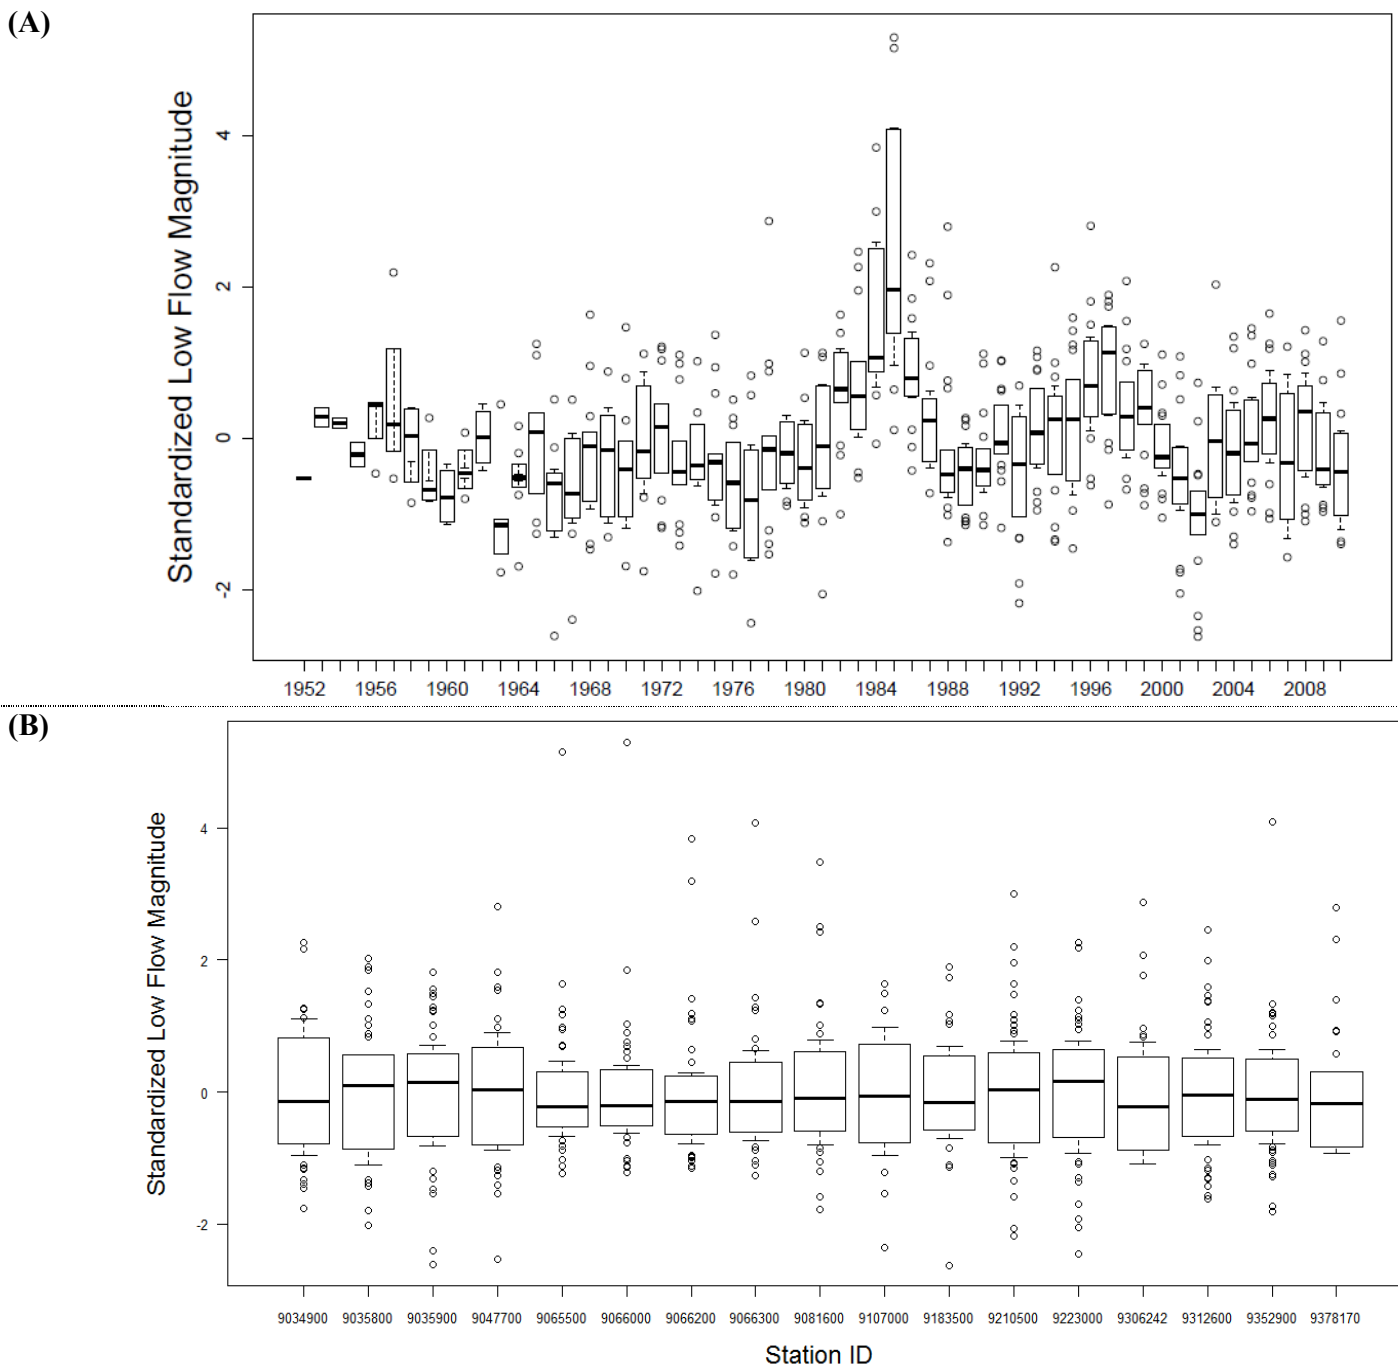 (A)
Standardized Low Flow Magnitude
4
2
0
-2
1952 1956 1960 1964 1968 1972 1976 1980 1984 1988 1992 1996 2000 2004 2008
(B)
Standardized Low Flow Magnitude
4
2
0
-2
9034900 9035800 9035900 9047700 9065500 9066000 9066200 9066300 9081600 9107000 9183500 9210500 9223000 9306242 9312600 9352900 9378170
Station ID